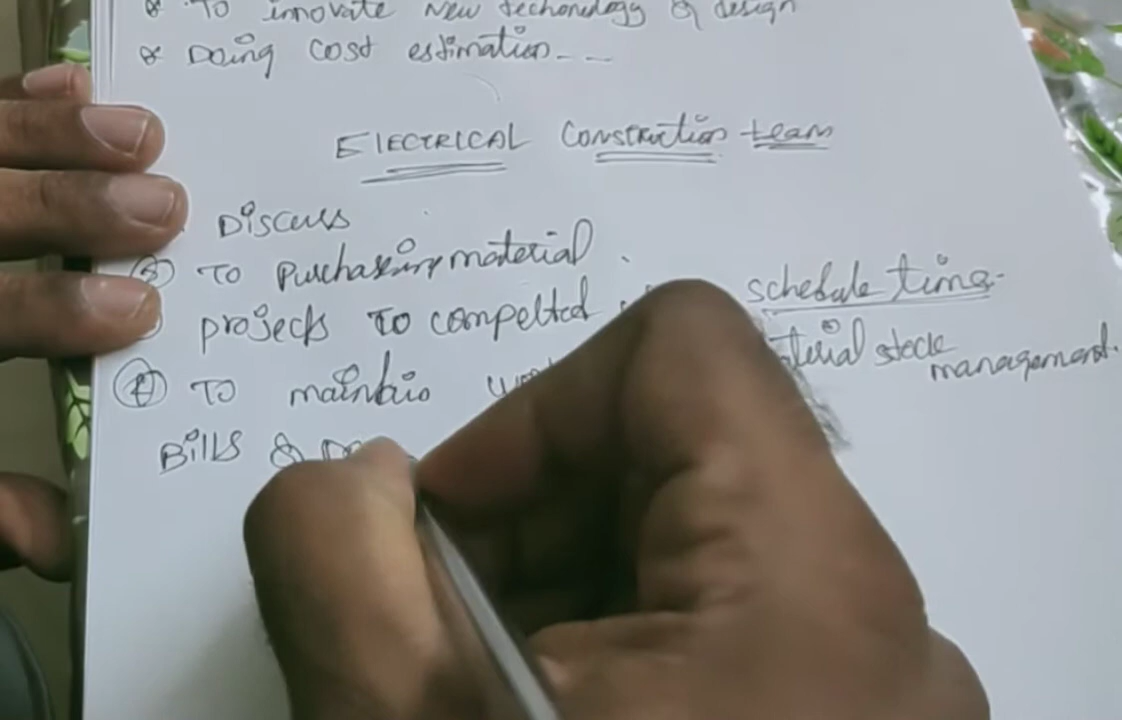 To innovate New techonology & design
Doing cost estimation--
ELECTRICAL Construction team
Discuss
To Purchasing material.
projects To compelted schedule time.
To maintain material stock management.
Bills &